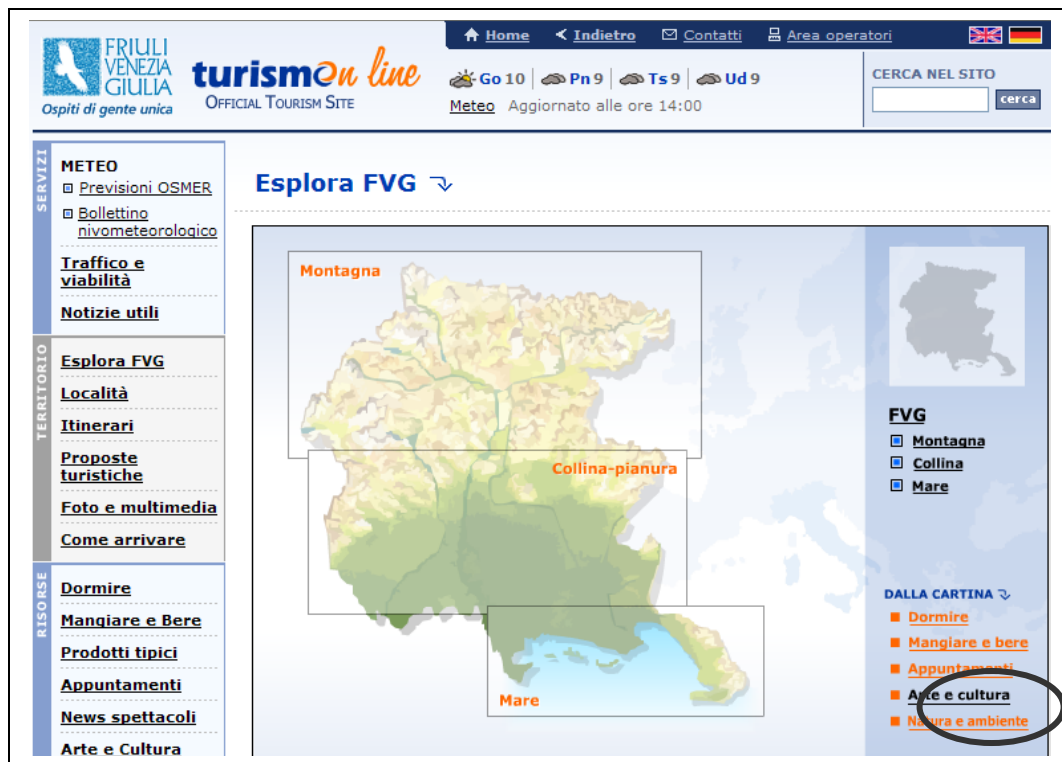 Home Indietro Contatti Area operatori
FRIULI
VENEZIA
GIULIA
Ospiti di gente unica
turismon line
OFFICIAL TOURISM SITE
Go 10 Pn 9 Ts 9 Ud 9
Meteo Aggiornato alle ore 14:00
CERCA NEL SITO
cerca
SERVIZI
METEO
Previsioni OSMER
Bollettino
nivometeorologico
Traffico e
viabilità
Notizie utili
TERRITORIO
Esplora FVG
Località
Itinerari
Proposte
turistiche
Foto e multimedia
Come arrivare
RISORSE
Dormire
Mangiare e Bere
Prodotti tipici
Appuntamenti
News spettacoli
Arte e Cultura
Esplora FVG
Montagna
Collina-pianura
Mare
FVG
Montagna
Collina
Mare
DALLA CARTINA
Dormire
Mangiare e bere
Appuntamenti
Arte e cultura
Natura e ambiente